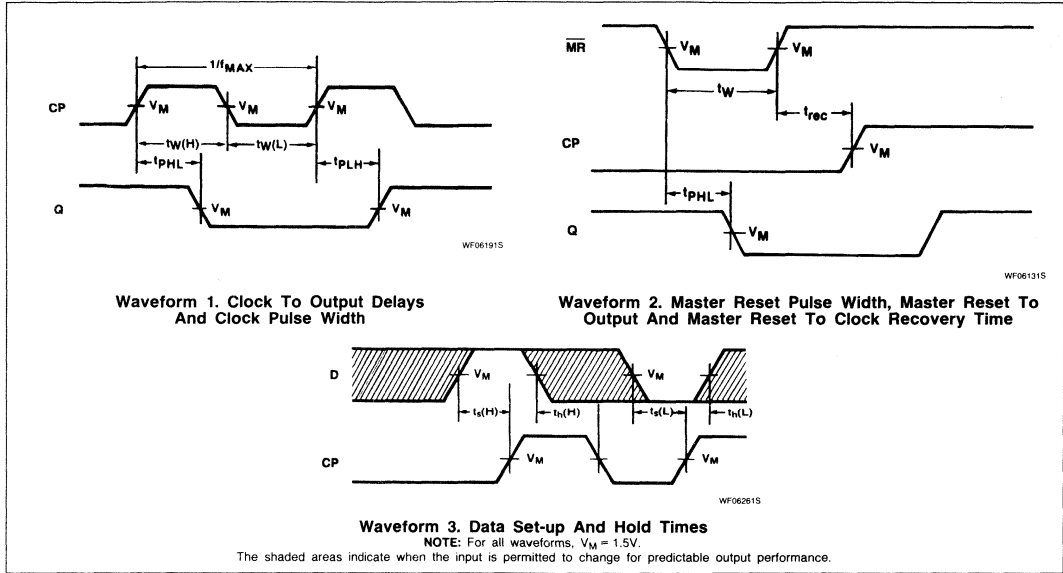 1/fMAX
CP
VM
VM
VM
tW(H)
tW(L)
tPHL
tPLH
Q
VM
VM
WF06191S
Waveform 1. Clock To Output Delays
And Clock Pulse Width
MR
VM
VM
tW
trec
CP
VM
tPHL
Q
VM
WF06131S
Waveform 2. Master Reset Pulse Width, Master Reset To
Output And Master Reset To Clock Recovery Time
D
VM
VM
ts(H)
th(H)
ts(L)
th(L)
CP
VM
VM
WF06261S
Waveform 3. Data Set-up And Hold Times
NOTE: For all waveforms, VM = 1.5V.
The shaded areas indicate when the input is permitted to change for predictable output performance.